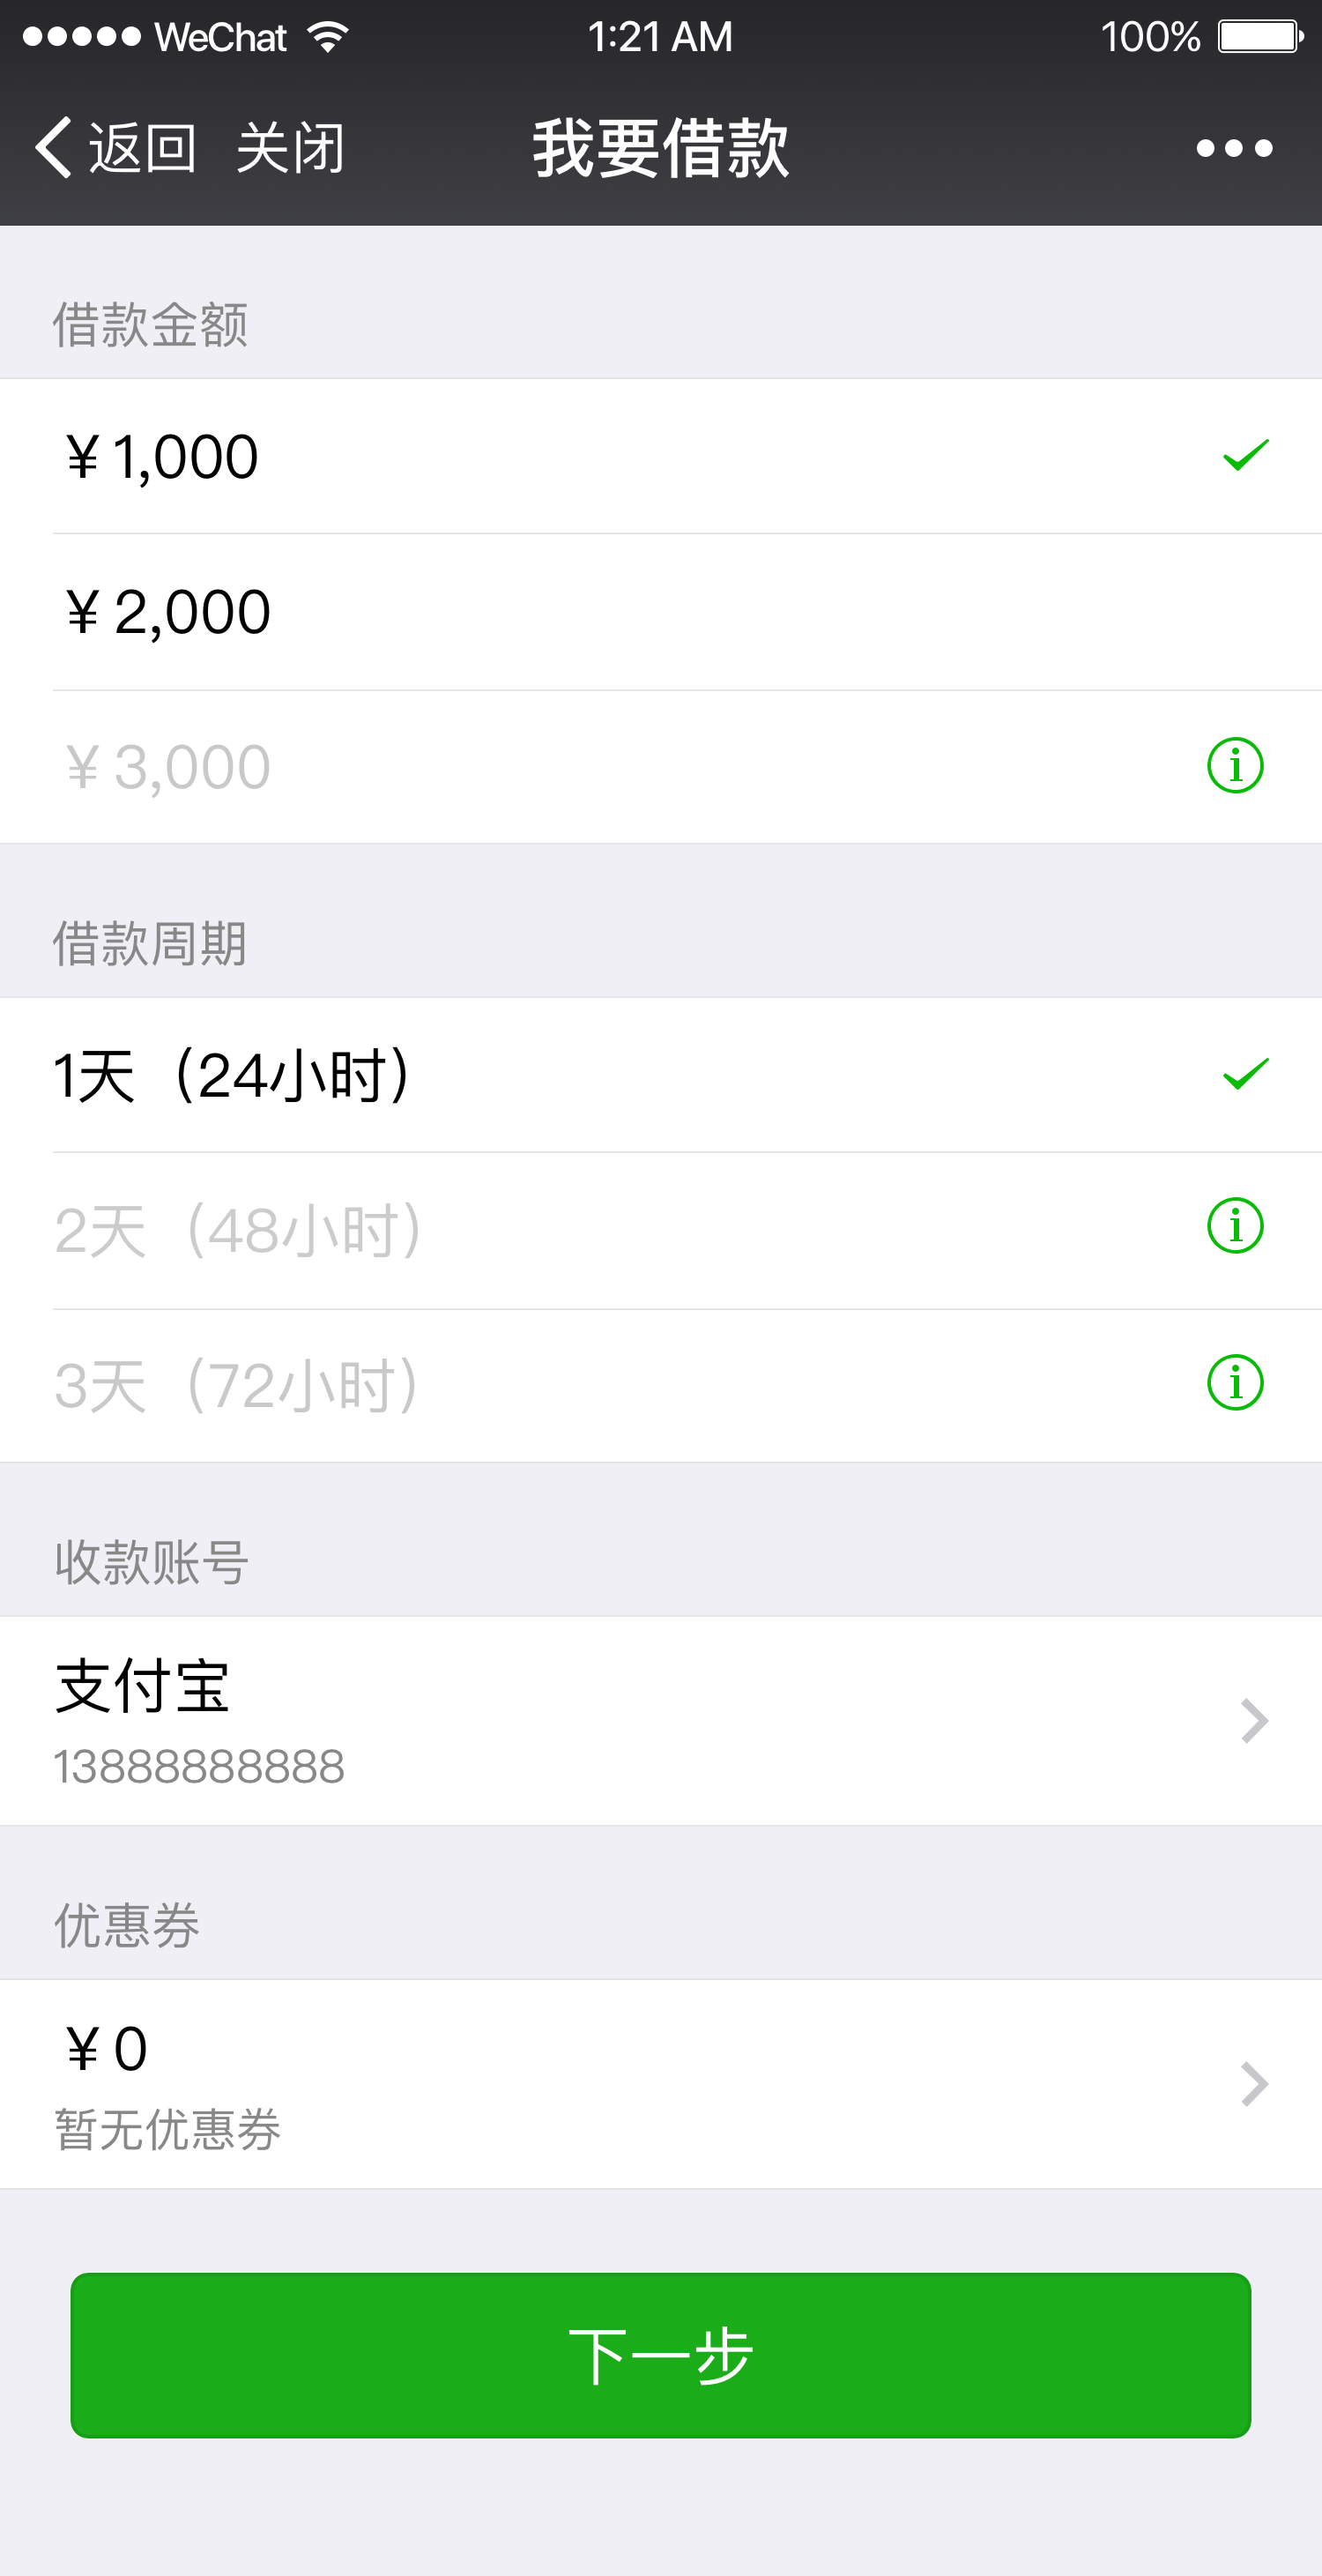 WeChat 1:21 AM 100%
返回 关闭 我要借款
借款金额
¥ 1,000
¥ 2,000
¥ 3,000
借款周期
1天（24小时）
2天（48小时）
3天（72小时）
收款账号
支付宝
13888888888
优惠券
¥ 0
暂无优惠券
下一步